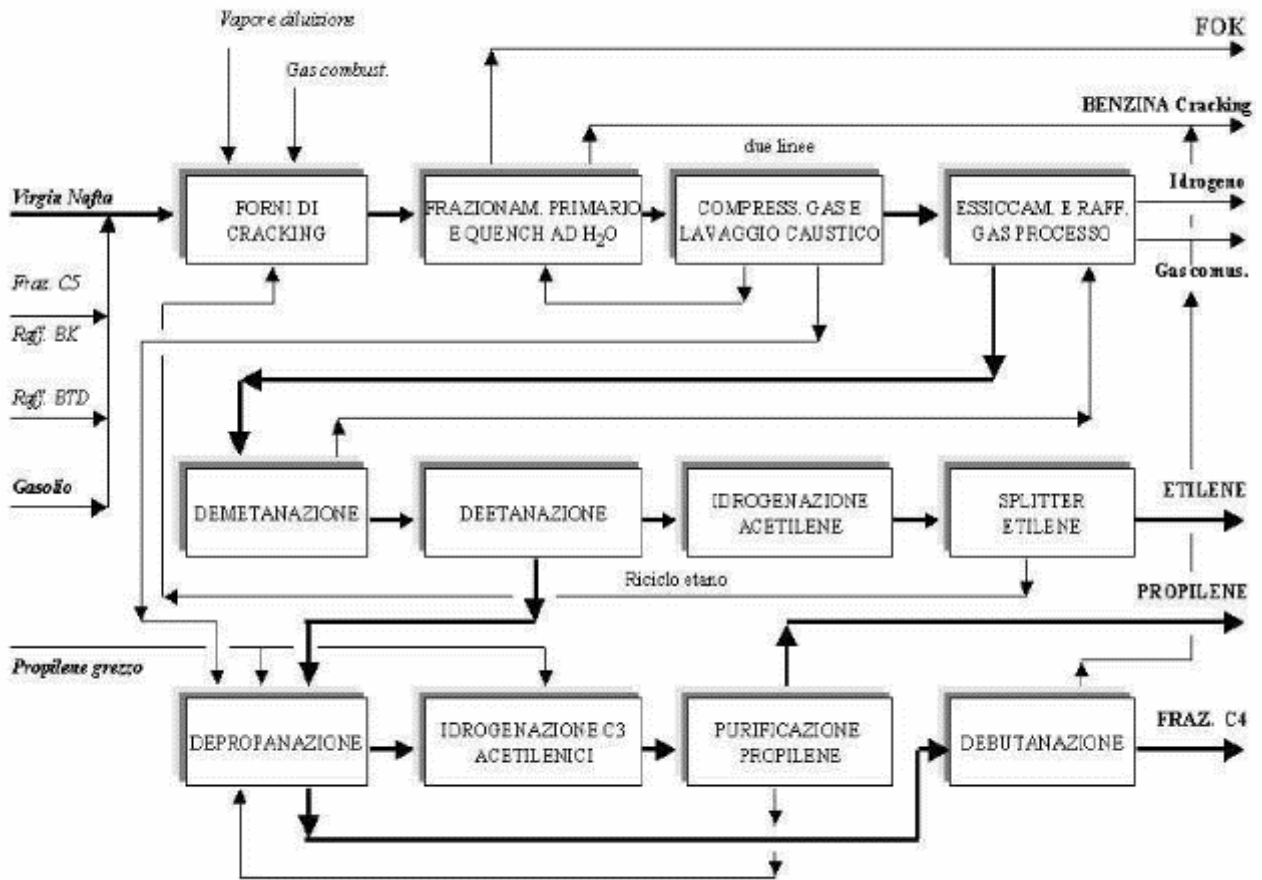 Vapore diluizione
FOK
Gas combust.
BENZINA Cracking
due linee
Virgin Nafta
FORNI DI
CRACKING
FRAZIONAM. PRIMARIO
E QUENCH AD H2O
COMPRESS. GAS E
LAVAGGIO CAUSTICO
ESSICCAM. E RAFF.
GAS PROCESSO
Idrogeno
Gas comus.
Fraz. C5
Raff. BK
Raff. BTD
Gasolio
DEMETANAZIONE
DEETANAZIONE
IDROGENAZIONE
ACETILENE
SPLITTER
ETILENE
ETILENE
Riciclo etano
PROPILENE
Propilene grezzo
DEPROPANAZIONE
IDROGENAZIONE C3
ACETILENICI
PURIFICAZIONE
PROPILENE
DEBUTANAZIONE
FRAZ. C4